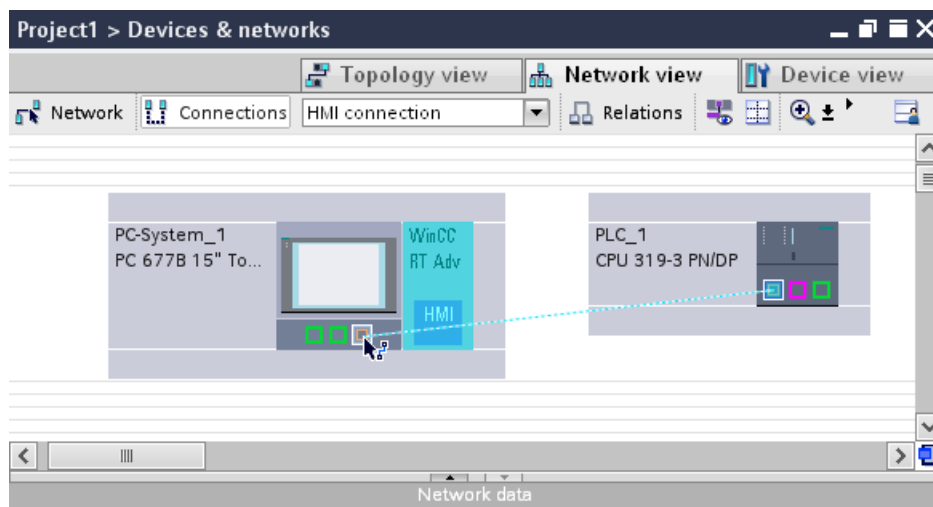 Project1 > Devices & networks
Topology view
Network view
Device view
Network
Connections
HMI connection
Relations
PC-System_1
PC 677B 15" To...
WinCC
RT Adv
HMI
PLC_1
CPU 319-3 PN/DP
Network data